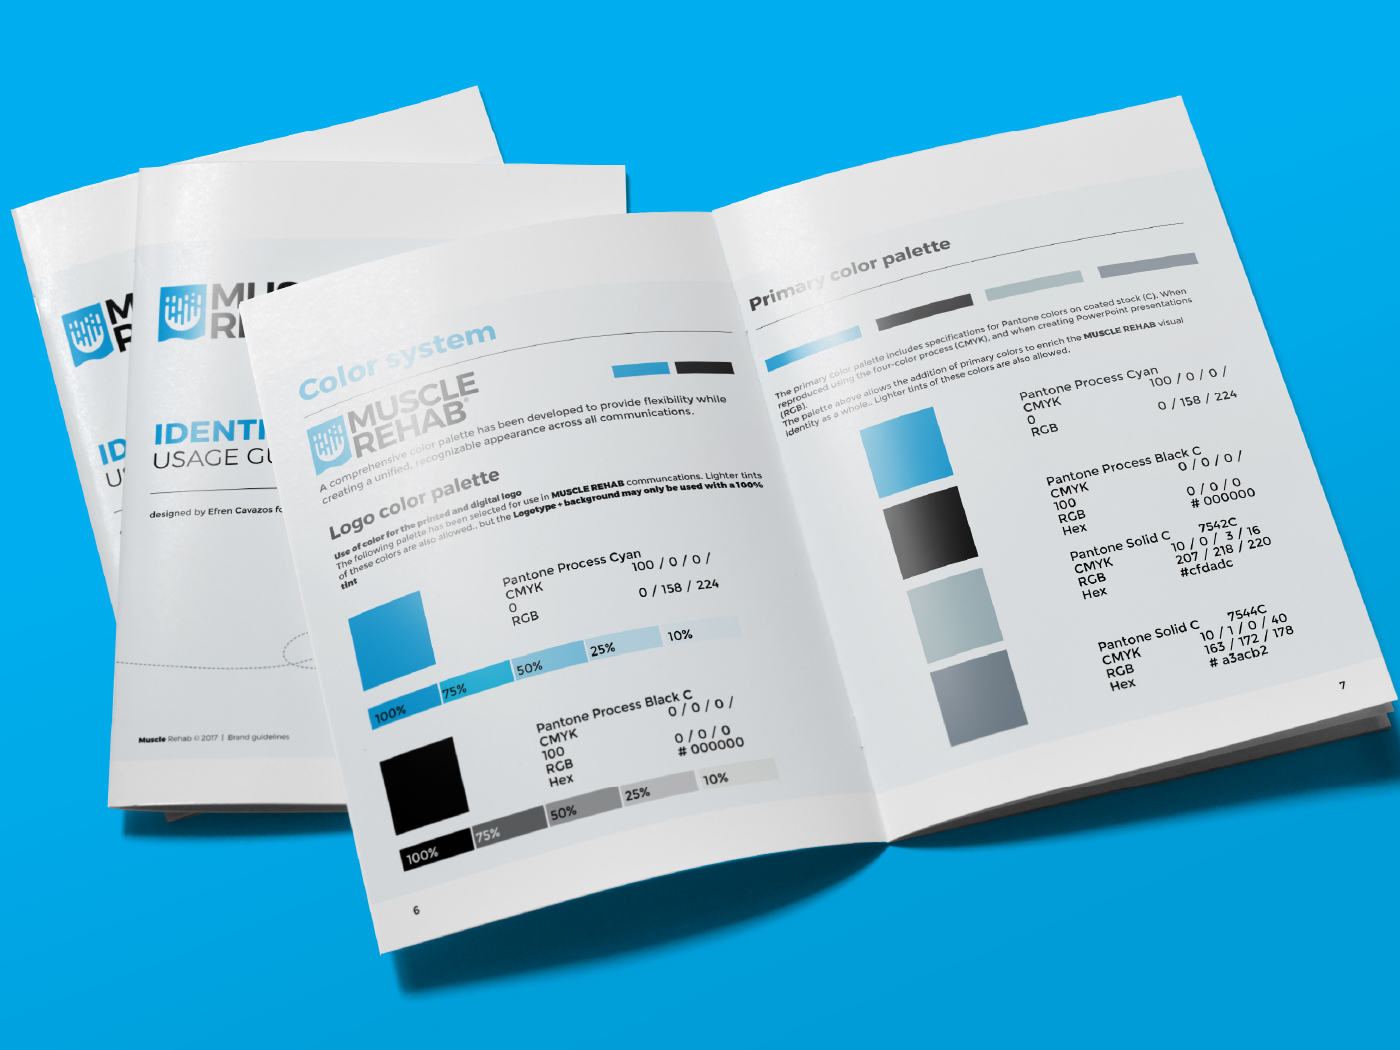 MUSCLE
REHAB
IDENTI
USAGE GU
designed by Efren Cavazos fo
Muscle Rehab © 2017 | Brand guidelines
Color system
MUSCLE
REHAB
A comprehensive color palette has been developed to provide flexibility while
creating a unified, recognizable appearance across all communications.
Logo color palette
Use of color for the printed and digital logo
The following palette has been selected for use in MUSCLE REHAB communcations. Lighter tints
of these colors are also allowed., but the Logotype + background may only be used with a 100%
tint
Pantone Process Cyan
CMYK 100 / 0 / 0 /
0
RGB 0 / 158 / 224
100% 75% 50% 25% 10%
Pantone Process Black C
CMYK 0 / 0 / 0 /
100
RGB 0 / 0 / 0
Hex # 000000
100% 75% 50% 25% 10%
6
Primary color palette
The primary color palette includes specifications for Pantone colors on coated stock (C). When
reproduced using the four-color process (CMYK), and when creating PowerPoint presentations
(RGB).
The palette above allows the addition of primary colors to enrich the MUSCLE REHAB visual
identity as a whole.. Lighter tints of these colors are also allowed.
Pantone Process Cyan
CMYK 100 / 0 / 0 /
0
RGB 0 / 158 / 224
Pantone Process Black C
CMYK 0 / 0 / 0 /
100
RGB 0 / 0 / 0
Hex # 000000
Pantone Solid C 7542C
CMYK 10 / 0 / 3 / 16
RGB 207 / 218 / 220
Hex #cfdadc
Pantone Solid C 7544C
CMYK 10 / 1 / 0 / 40
RGB 163 / 172 / 178
Hex # a3acb2
7